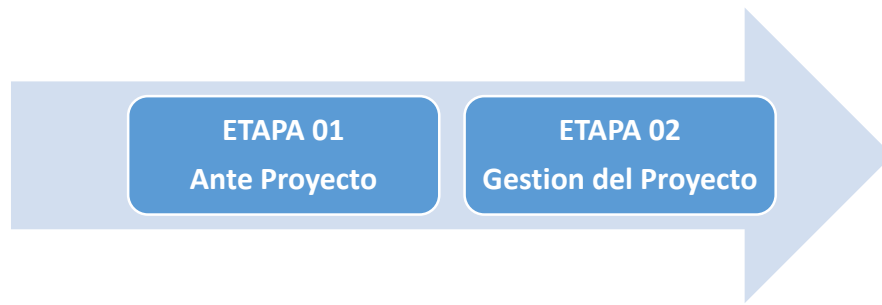 ETAPA 01
Ante Proyecto
ETAPA 02
Gestion del Proyecto